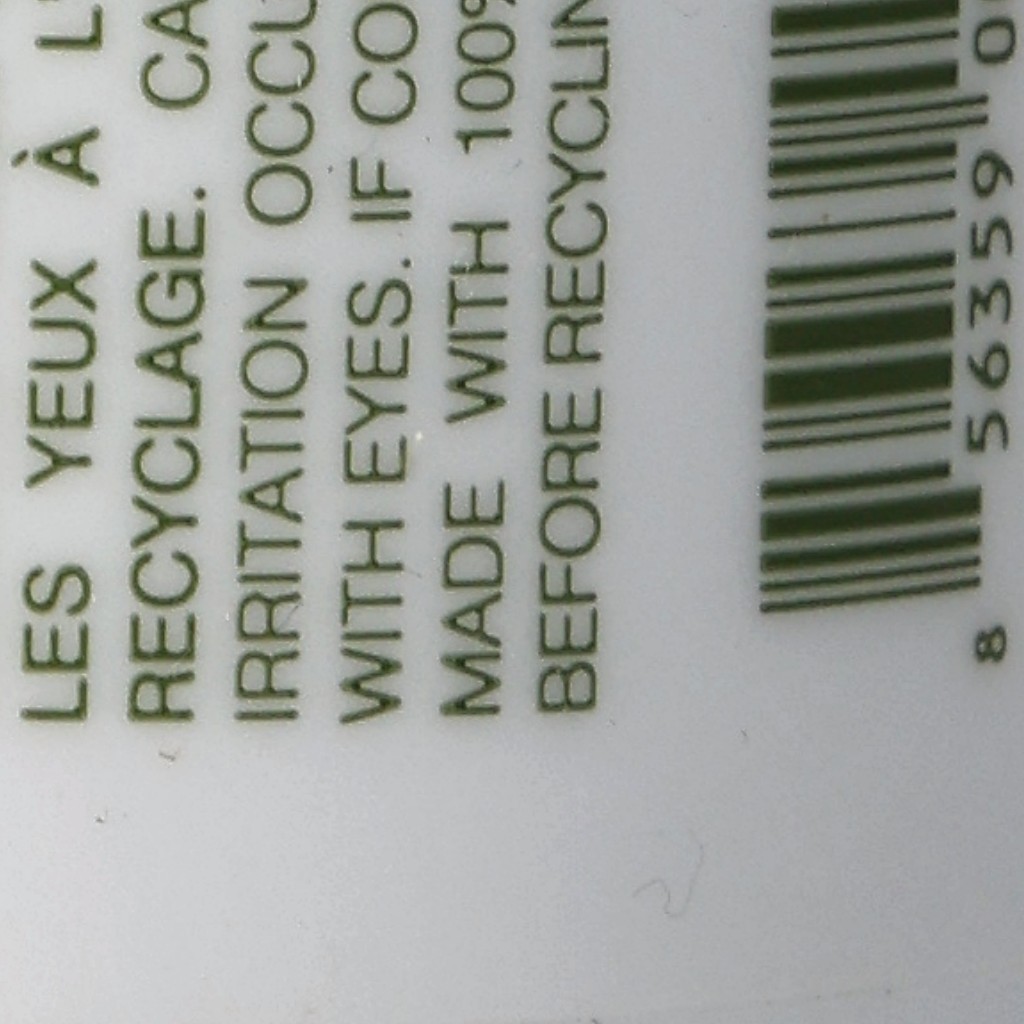 LES YEUX À L'
RECYCLAGE. CA
IRRITATION OCCU
WITH EYES. IF CO
MADE WITH 100%
BEFORE RECYCLIN
8 56359 0